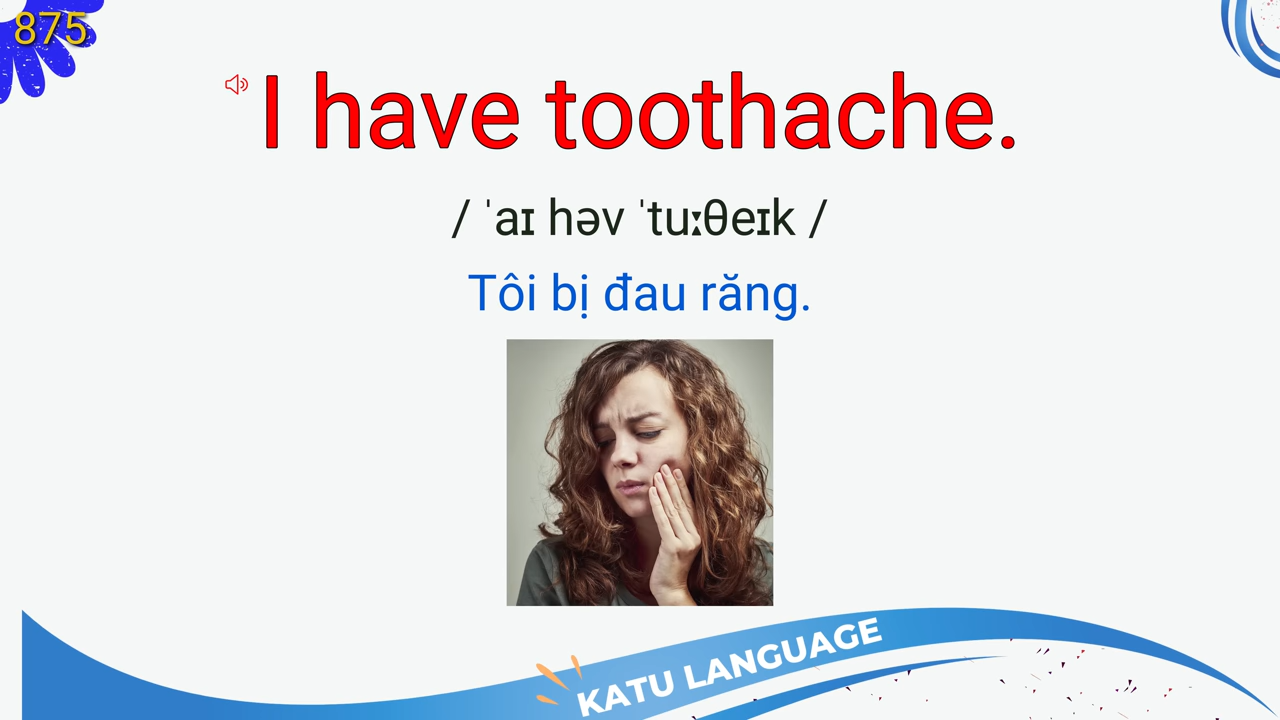 875
I have toothache.
/ ˈaɪ həv ˈtuːθeɪk /
Tôi bị đau răng.
KATU LANGUAGE